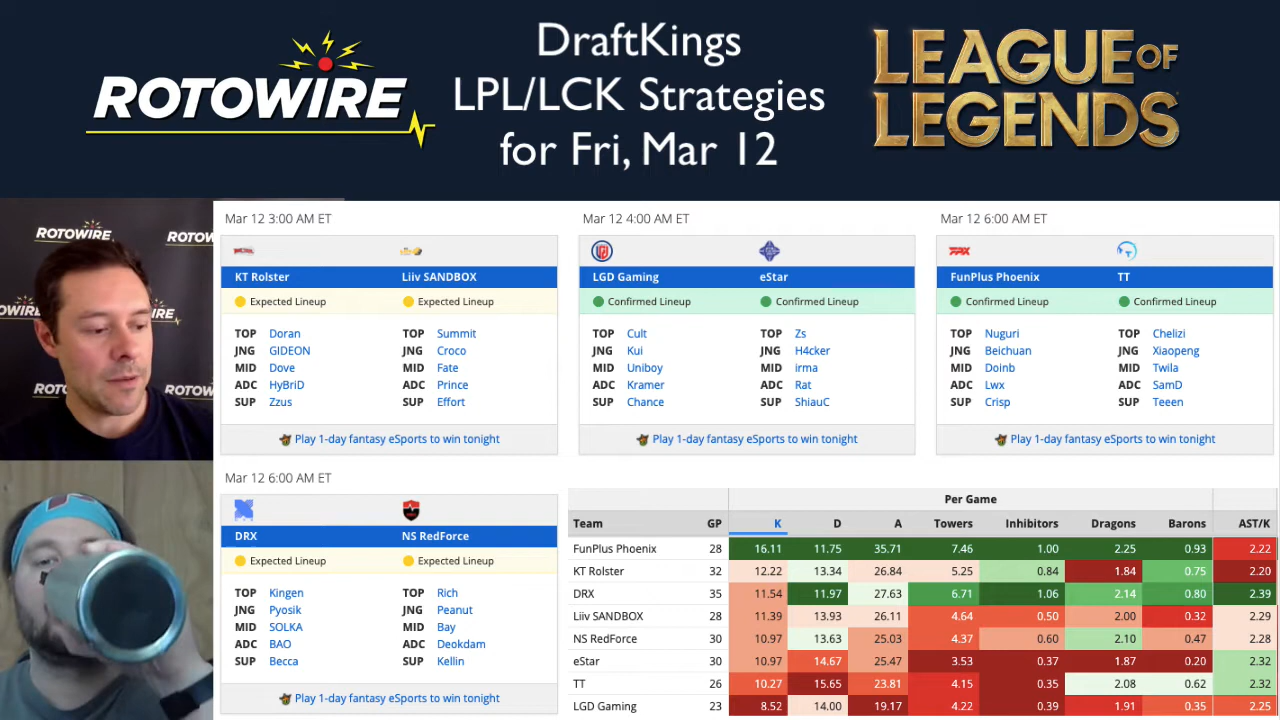 ROTOWIRE
DraftKings
LPL/LCK Strategies
for Fri, Mar 12
LEAGUE OF
LEGENDS
ROTOWIRE
ROTOW
Mar 12 3:00 AM ET
KT Rolster Liiv SANDBOX
Expected Lineup Expected Lineup
TOP Doran TOP Summit
JNG GIDEON JNG Croco
MID Dove MID Fate
ADC HyBriD ADC Prince
SUP Zzus SUP Effort
Play 1-day fantasy eSports to win tonight
Mar 12 4:00 AM ET
LGD Gaming eStar
Confirmed Lineup Confirmed Lineup
TOP Cult TOP Zs
JNG Kui JNG H4cker
MID Uniboy MID irma
ADC Kramer ADC Rat
SUP Chance SUP ShiauC
Play 1-day fantasy eSports to win tonight
Mar 12 6:00 AM ET
FunPlus Phoenix TT
Confirmed Lineup Confirmed Lineup
TOP Nuguri TOP Chelizi
JNG Beichuan JNG Xiaopeng
MID Doinb MID Twila
ADC Lwx ADC SamD
SUP Crisp SUP Teeen
Play 1-day fantasy eSports to win tonight
Mar 12 6:00 AM ET
DRX NS RedForce
Expected Lineup Expected Lineup
TOP Kingen TOP Rich
JNG Pyosik JNG Peanut
MID SOLKA MID Bay
ADC BAO ADC Deokdam
SUP Becca SUP Kellin
Play 1-day fantasy eSports to win tonight
Per Game
Team GP K D A Towers Inhibitors Dragons Barons AST/K
FunPlus Phoenix 28 16.11 11.75 35.71 7.46 1.00 2.25 0.93 2.22
KT Rolster 32 12.22 13.34 26.84 5.25 0.84 1.84 0.75 2.20
DRX 35 11.54 11.97 27.63 6.71 1.06 2.14 0.80 2.39
Liiv SANDBOX 28 11.39 13.93 26.11 4.64 0.50 2.00 0.32 2.29
NS RedForce 30 10.97 13.63 25.03 4.37 0.60 2.10 0.47 2.28
eStar 30 10.97 14.67 25.47 3.53 0.37 1.87 0.20 2.32
TT 26 10.27 15.65 23.81 4.15 0.35 2.08 0.62 2.32
LGD Gaming 23 8.52 14.00 19.17 4.22 0.39 1.91 0.35 2.25